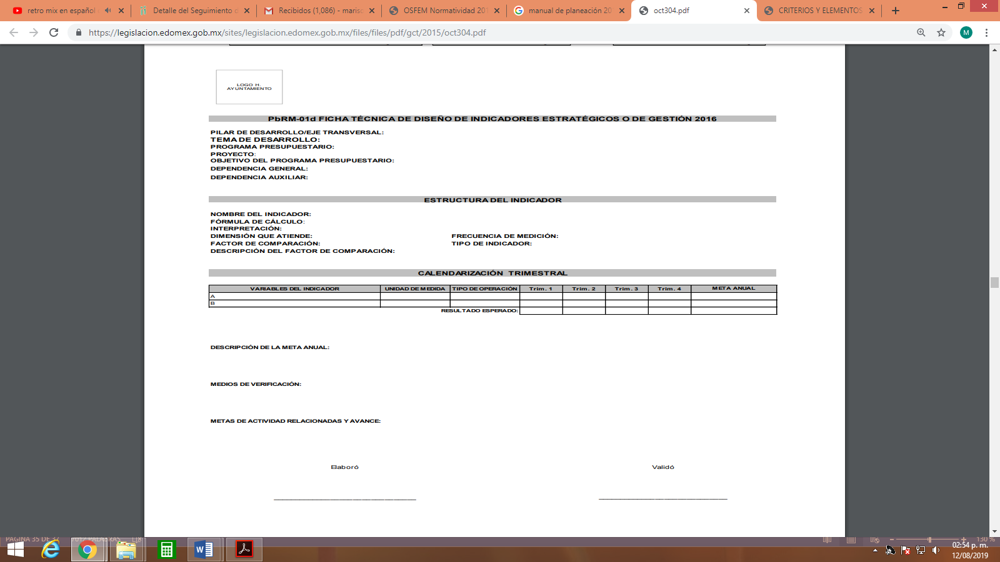 retro mix en español
Detalle del Seguimiento d
Recibidos (1,086) - marisc
OSFEM Normatividad 201
manual de planeación 20
oct304.pdf
CRITERIOS Y ELEMENTOS
https://legislacion.edomex.gob.mx/sites/legislacion.edomex.gob.mx/files/files/pdf/gct/2015/oct304.pdf
M
LOGO H.
AYUNTAMIENTO
PbRM-01d FICHA TÉCNICA DE DISEÑO DE INDICADORES ESTRATÉGICOS O DE GESTIÓN 2016
PILAR DE DESARROLLO/EJE TRANSVERSAL:
TEMA DE DESARROLLO:
PROGRAMA PRESUPUESTARIO:
PROYECTO:
OBJETIVO DEL PROGRAMA PRESUPUESTARIO:
DEPENDENCIA GENERAL:
DEPENDENCIA AUXILIAR:
ESTRUCTURA DEL INDICADOR
NOMBRE DEL INDICADOR:
FÓRMULA DE CÁLCULO:
INTERPRETACIÓN:
DIMENSIÓN QUE ATIENDE: FRECUENCIA DE MEDICIÓN:
FACTOR DE COMPARACIÓN: TIPO DE INDICADOR:
DESCRIPCIÓN DEL FACTOR DE COMPARACIÓN:
CALENDARIZACIÓN TRIMESTRAL
VARIABLES DEL INDICADOR UNIDAD DE MEDIDA TIPO DE OPERACIÓN Trim. 1 Trim. 2 Trim. 3 Trim. 4 META ANUAL
A
B
RESULTADO ESPERADO:
DESCRIPCIÓN DE LA META ANUAL:
MEDIOS DE VERIFICACIÓN:
METAS DE ACTIVIDAD RELACIONADAS Y AVANCE:
Elaboró Validó
PÁGINA 35 DE 37 7012 PALABRAS 130 %
02:54 p. m.
12/08/2019